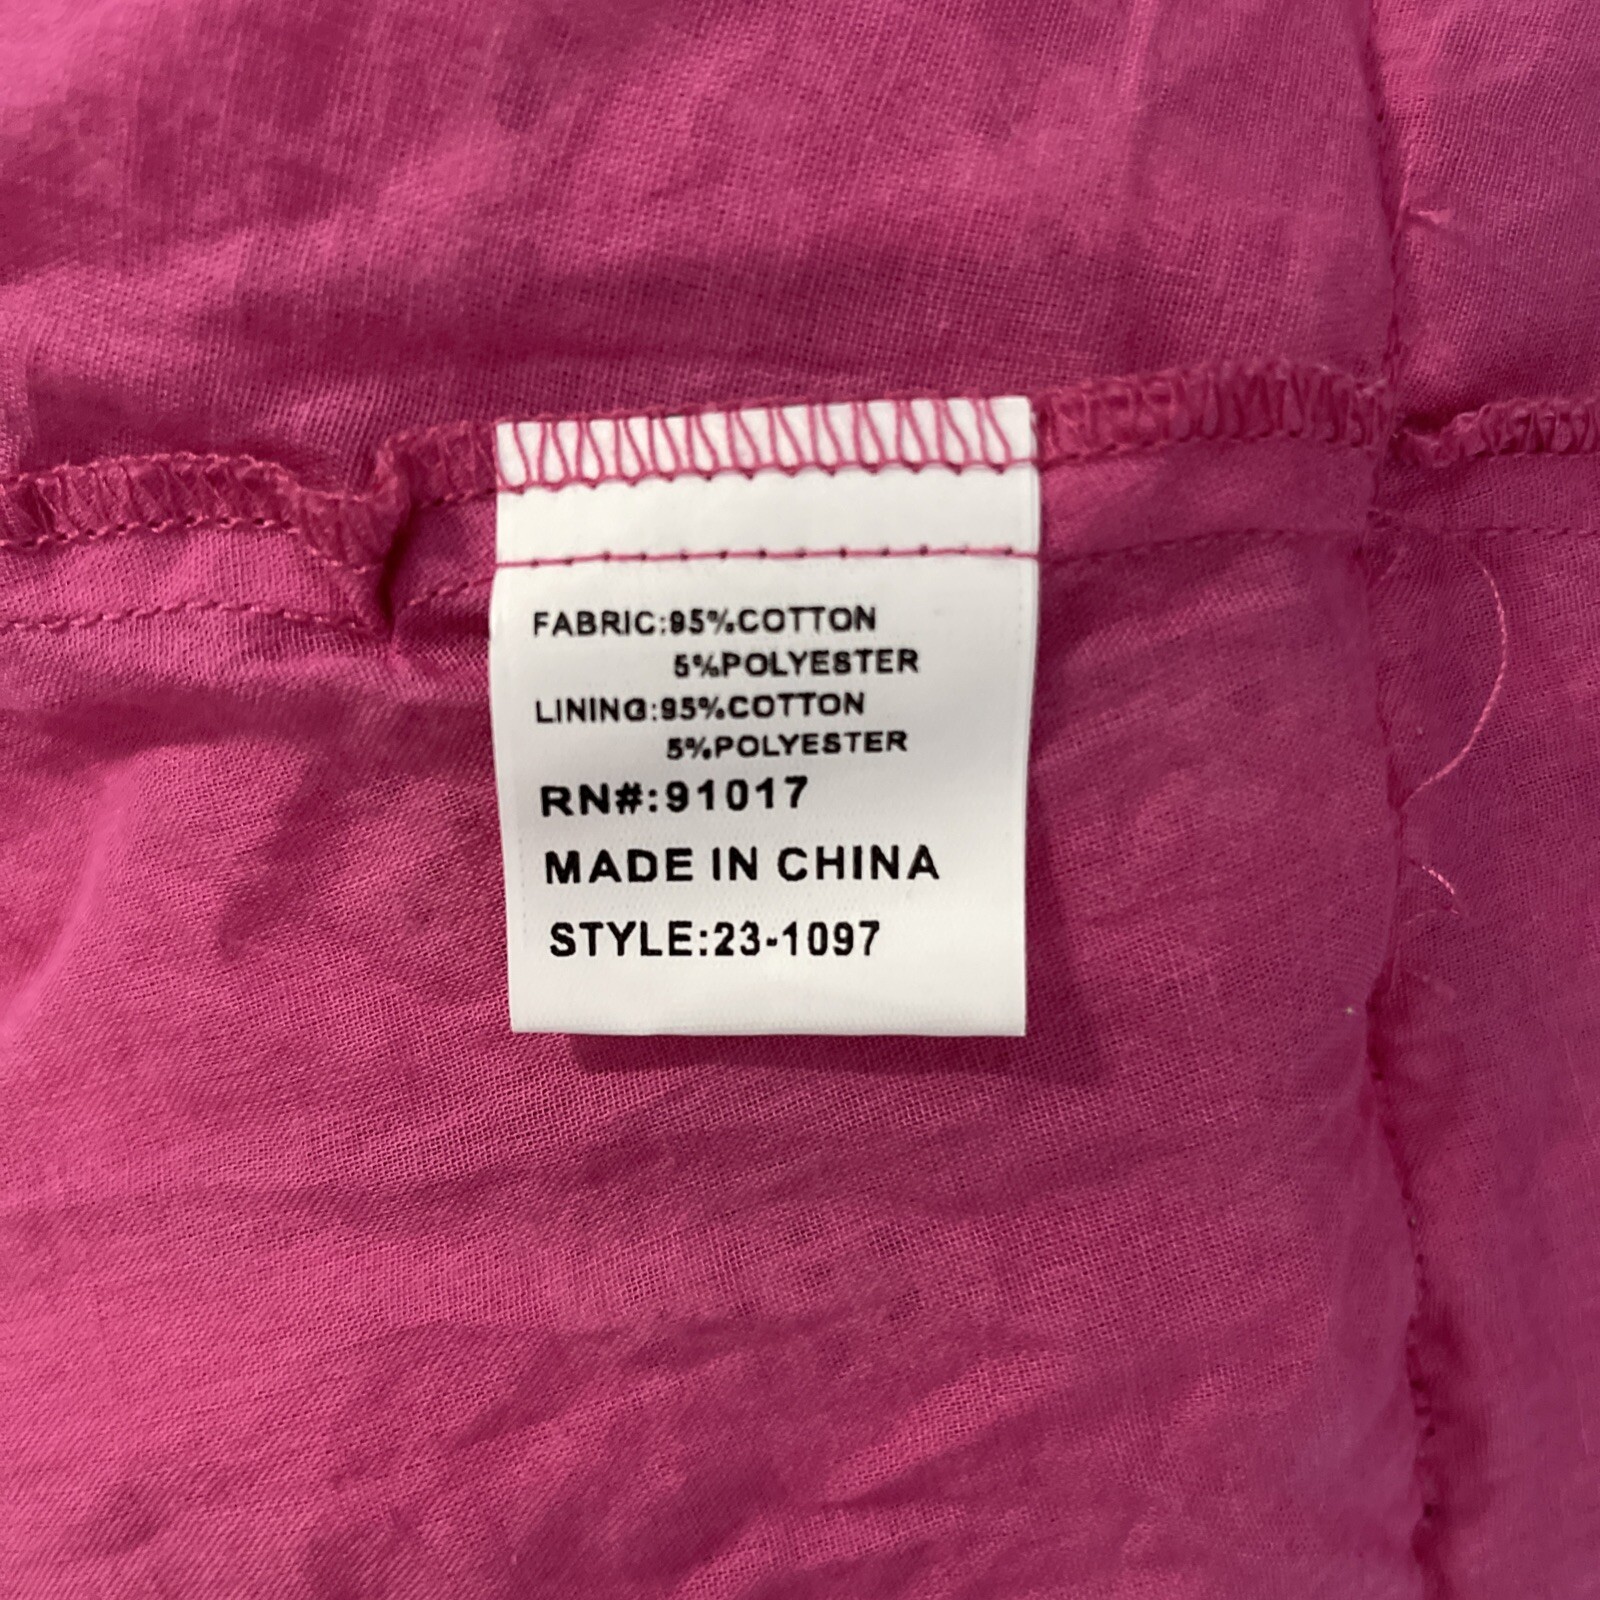 FABRIC:95%COTTON
5%POLYESTER
LINING:95%COTTON
5%POLYESTER
RN#:91017
MADE IN CHINA
STYLE:23-1097